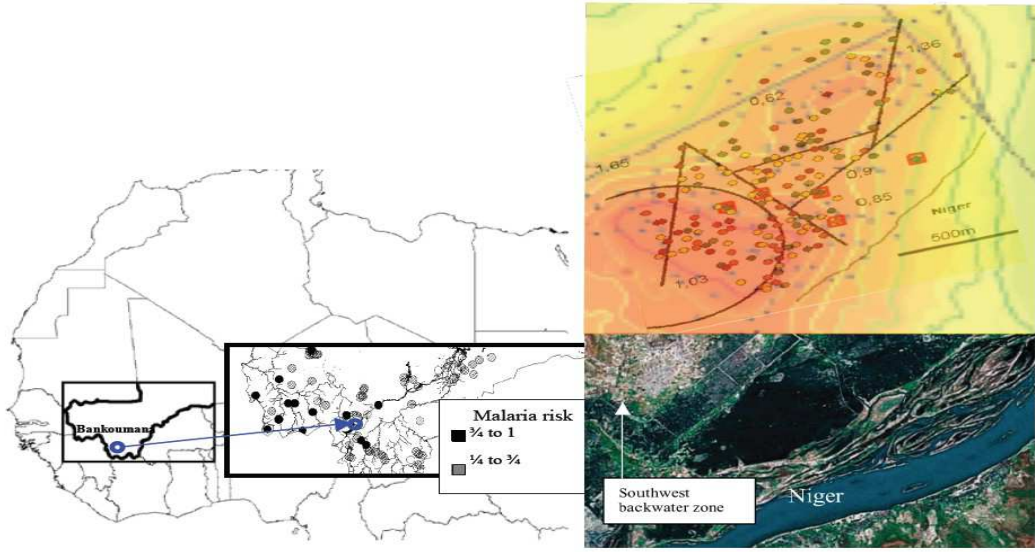 Bankoumana
Malaria risk
¾ to 1
¼ to ¾
1,36
0,62
1,65
0,9
0,85
Niger
500m
1,03
Southwest
backwater zone
Niger